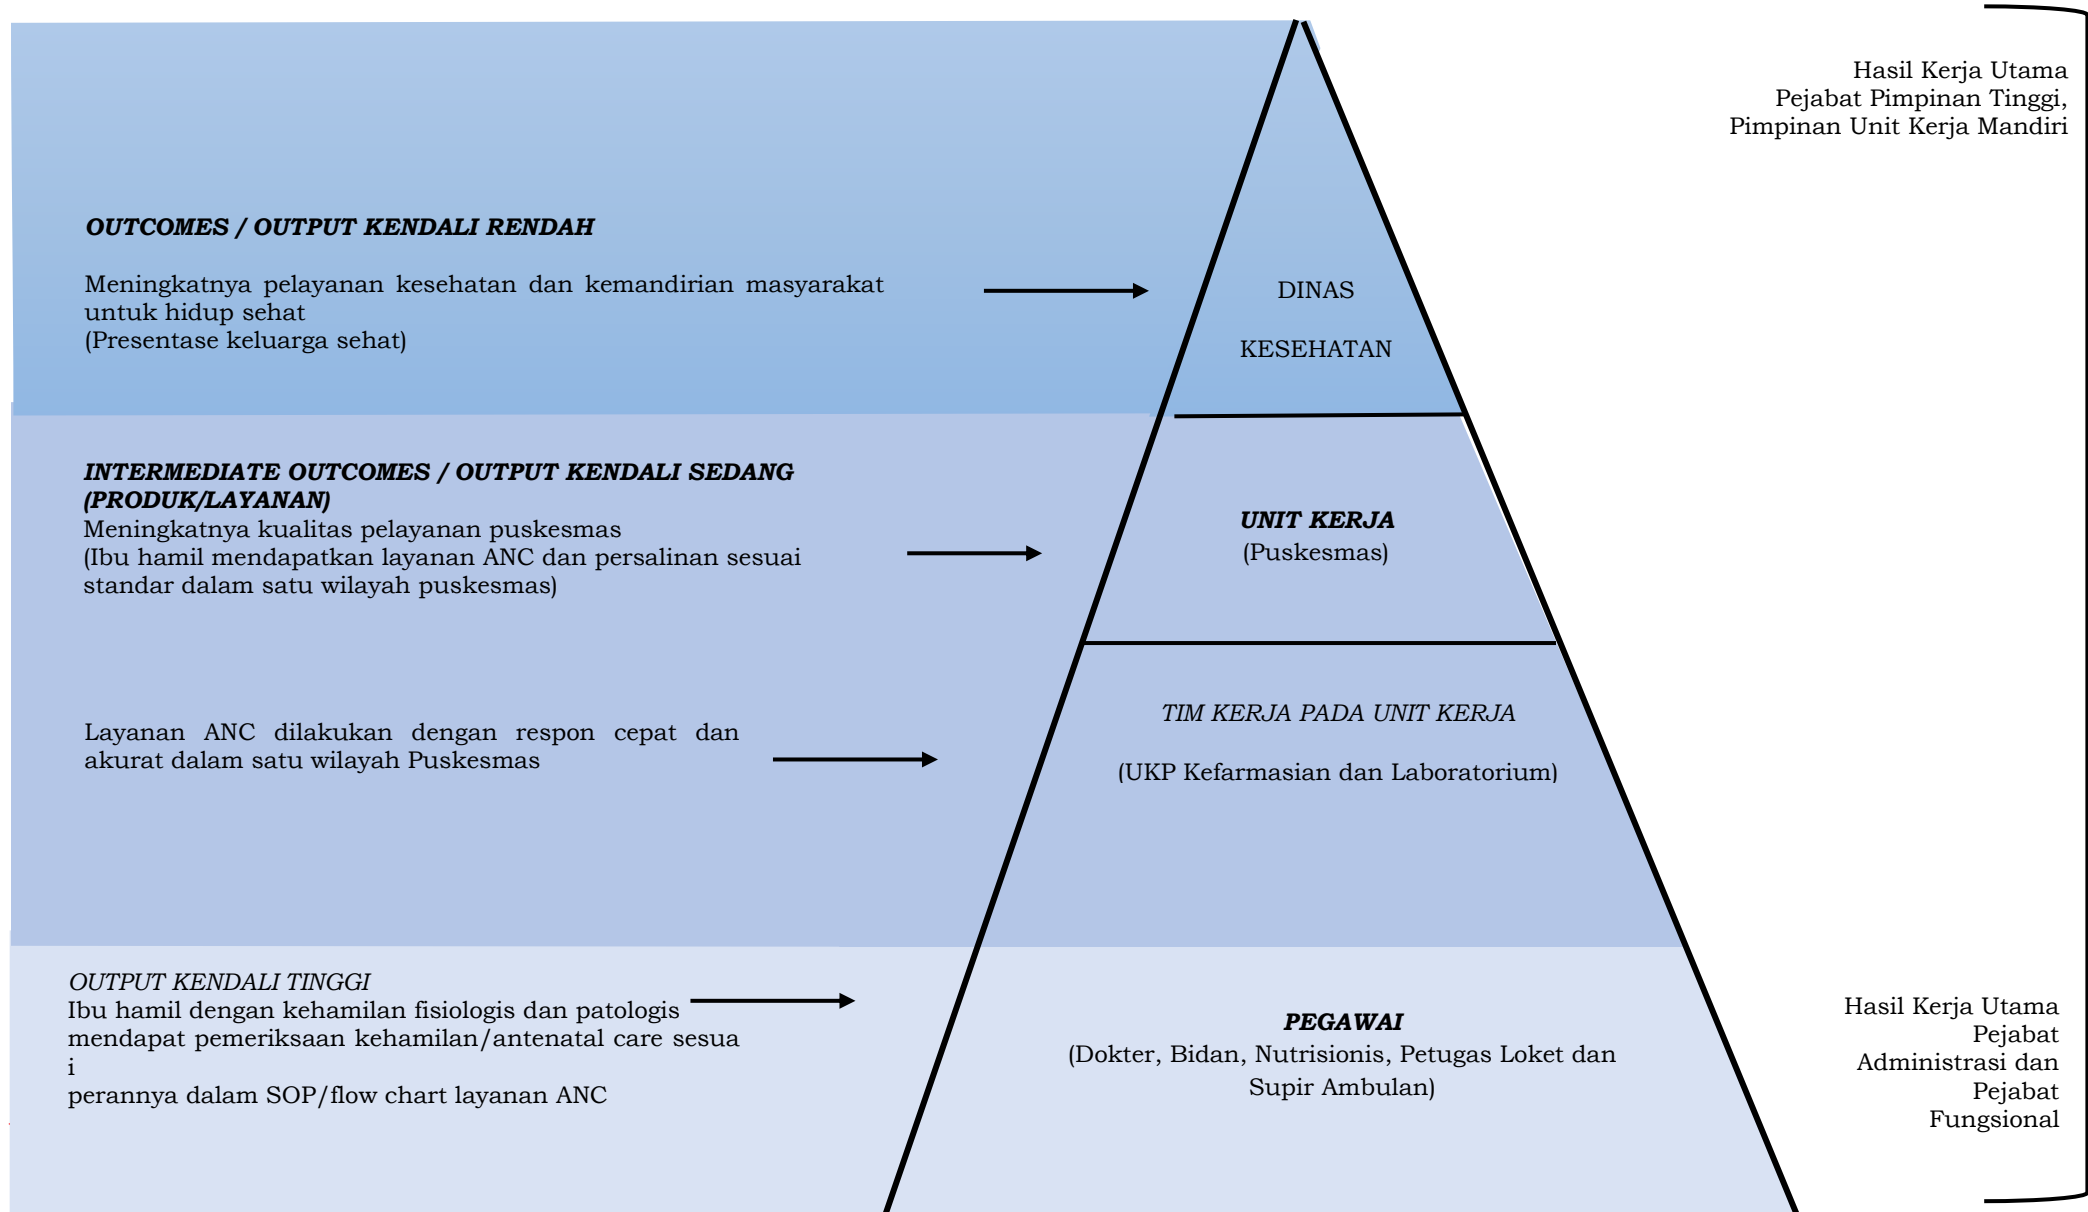 Hasil Kerja Utama
Pejabat Pimpinan Tinggi,
Pimpinan Unit Kerja Mandiri
OUTCOMES / OUTPUT KENDALI RENDAH
Meningkatnya pelayanan kesehatan dan kemandirian masyarakat
untuk hidup sehat
(Presentase keluarga sehat)
DINAS
KESEHATAN
INTERMEDIATE OUTCOMES / OUTPUT KENDALI SEDANG
(PRODUK/LAYANAN)
Meningkatnya kualitas pelayanan puskesmas
(Ibu hamil mendapatkan layanan ANC dan persalinan sesuai
standar dalam satu wilayah puskesmas)
UNIT KERJA
(Puskesmas)
Layanan ANC dilakukan dengan respon cepat dan
akurat dalam satu wilayah Puskesmas
TIM KERJA PADA UNIT KERJA
(UKP Kefarmasian dan Laboratorium)
OUTPUT KENDALI TINGGI
Ibu hamil dengan kehamilan fisiologis dan patologis
mendapat pemeriksaan kehamilan/antenatal care sesua
i
perannya dalam SOP/flow chart layanan ANC
PEGAWAI
(Dokter, Bidan, Nutrisionis, Petugas Loket dan
Supir Ambulan)
Hasil Kerja Utama
Pejabat
Administrasi dan
Pejabat
Fungsional